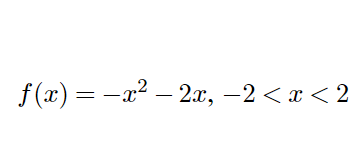 f(x) = −x² − 2x, −2 < x < 2